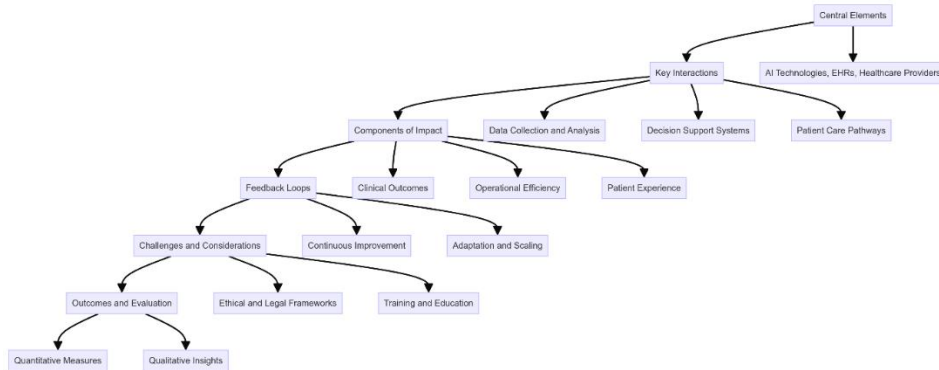 Central Elements
Key Interactions
AI Technologies, EHRs, Healthcare Providers
Components of Impact
Data Collection and Analysis
Decision Support Systems
Patient Care Pathways
Feedback Loops
Clinical Outcomes
Operational Efficiency
Patient Experience
Challenges and Considerations
Continuous Improvement
Adaptation and Scaling
Outcomes and Evaluation
Ethical and Legal Frameworks
Training and Education
Quantitative Measures
Qualitative Insights